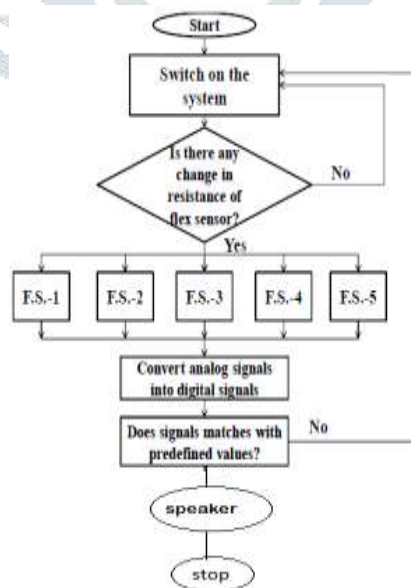 Start
Switch on the
system
Is there any
change in
resistance of
flex sensor?
No
Yes
F.S.-1
F.S.-2
F.S.-3
F.S.-4
F.S.-5
Convert analog signals
into digital signals
Does signals matches with
predefined values?
No
speaker
stop